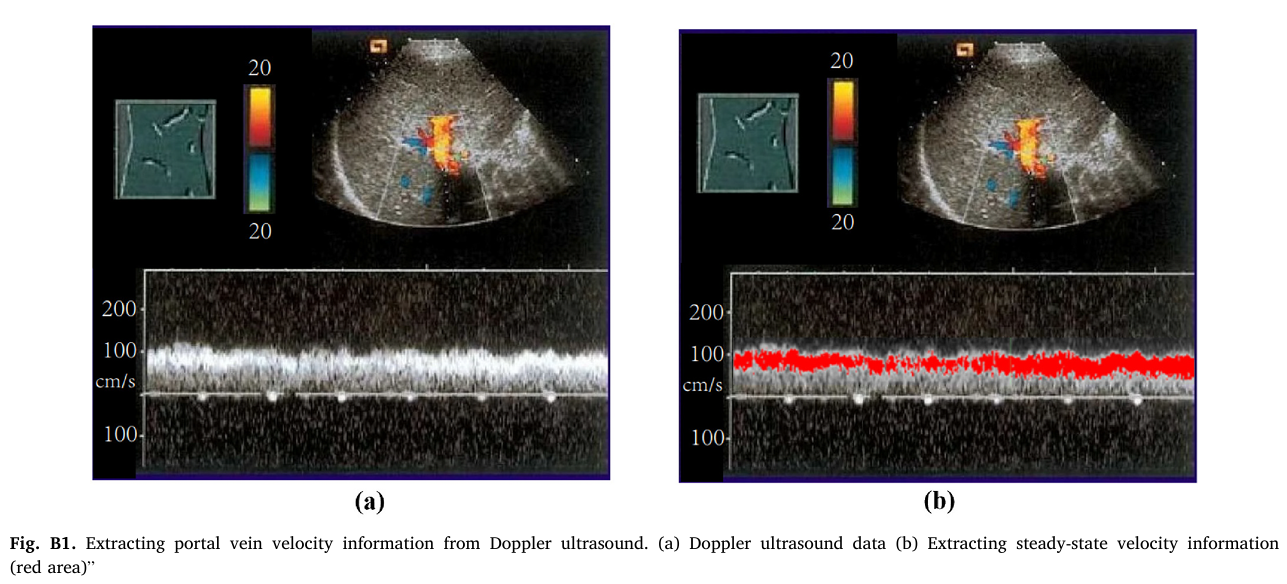 20
20
200
100
cm/s
100
(a)
20
20
200
100
cm/s
100
(b)
Fig. B1. Extracting portal vein velocity information from Doppler ultrasound. (a) Doppler ultrasound data (b) Extracting steady-state velocity information
(red area)”